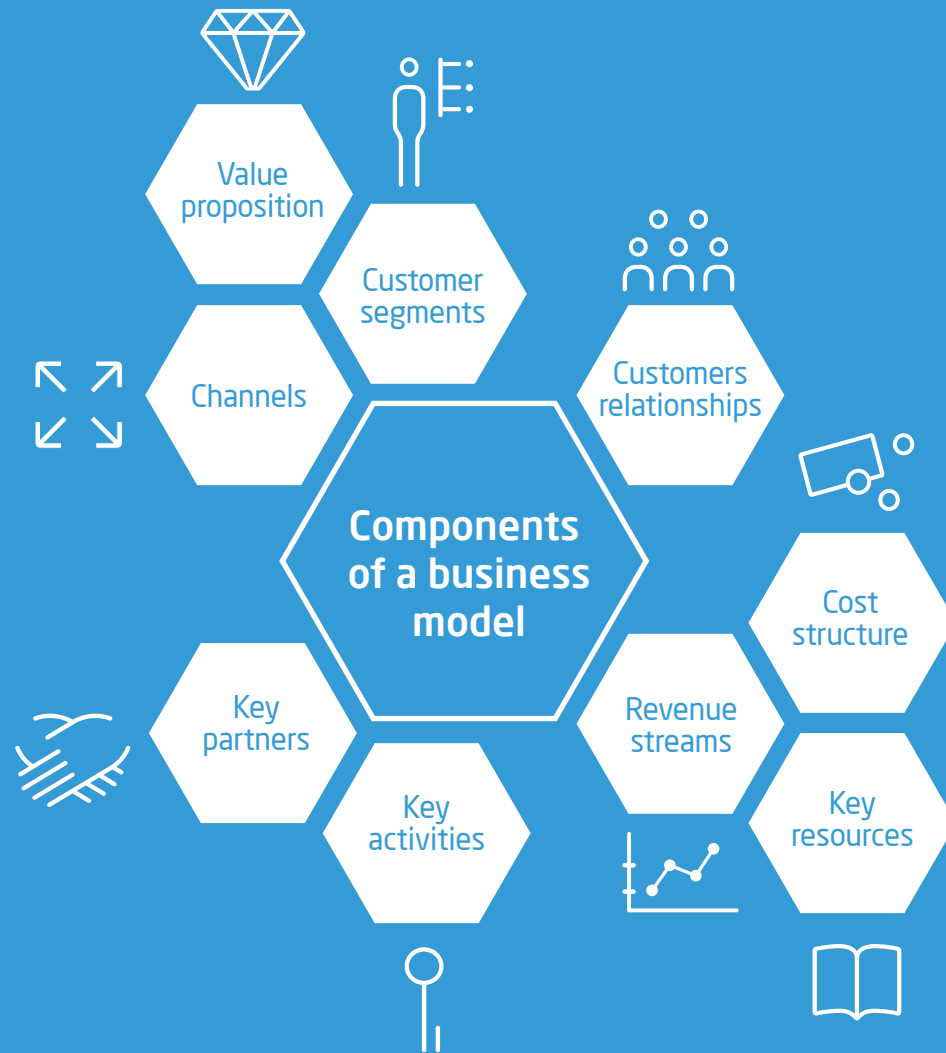 Value
proposition
Customer
segments
Channels
Customers
relationships
Components
of a business
model
Cost
structure
Key
partners
Revenue
streams
Key
activities
Key
resources